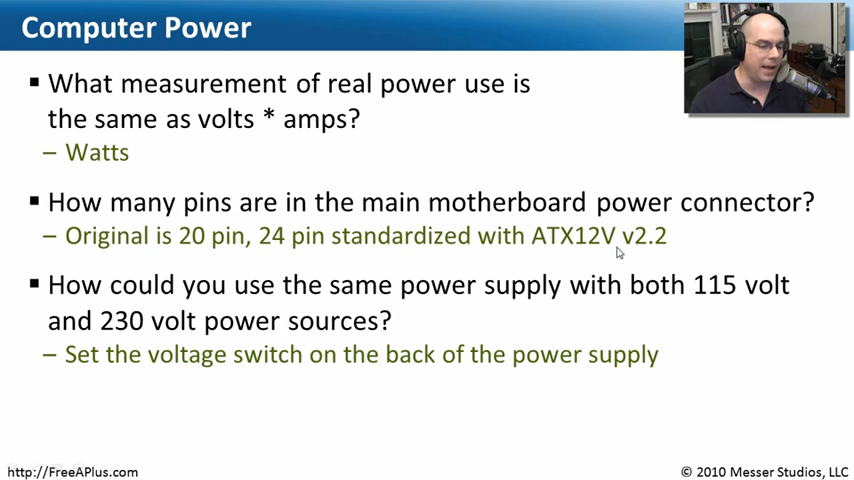 Computer Power
▪ What measurement of real power use is
the same as volts * amps?
– Watts
▪ How many pins are in the main motherboard power connector?
– Original is 20 pin, 24 pin standardized with ATX12V v2.2
▪ How could you use the same power supply with both 115 volt
and 230 volt power sources?
– Set the voltage switch on the back of the power supply
http://FreeAPlus.com
© 2010 Messer Studios, LLC